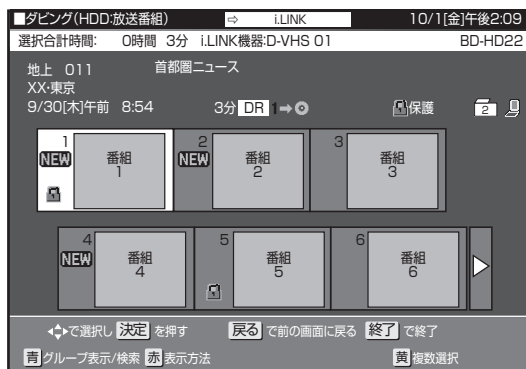 ■ダビング(HDD:放送番組) ⇨ i.LINK 10/1[金]午後2:09
選択合計時間: 0時間 3分 i.LINK機器:D-VHS 01 BD-HD22
地上 011 首都圏ニュース
XX・東京
9/30[木]午前 8:54 3分 DR 1➡ 保護 2
1 NEW 番組 1
2 NEW 番組 2
3 番組 3
4 NEW 番組 4
5 番組 5
6 番組 6
で選択し 決定 を押す 戻る で前の画面に戻る 終了 で終了
青 グループ表示/検索 赤 表示方法 黄 複数選択